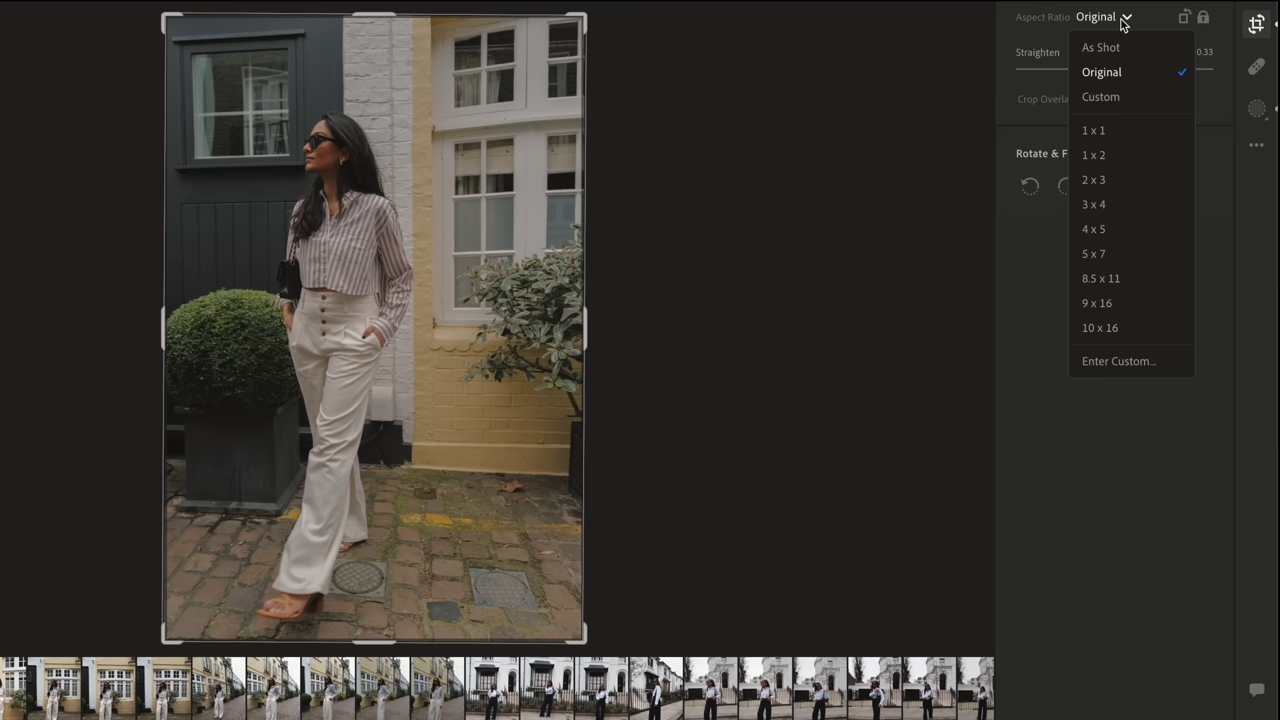 Aspect Ratio Original
As Shot
Straighten 0.33
Original
Custom
Crop Overla
1 x 1
Rotate & F
1 x 2
2 x 3
3 x 4
4 x 5
5 x 7
8.5 x 11
9 x 16
10 x 16
Enter Custom...